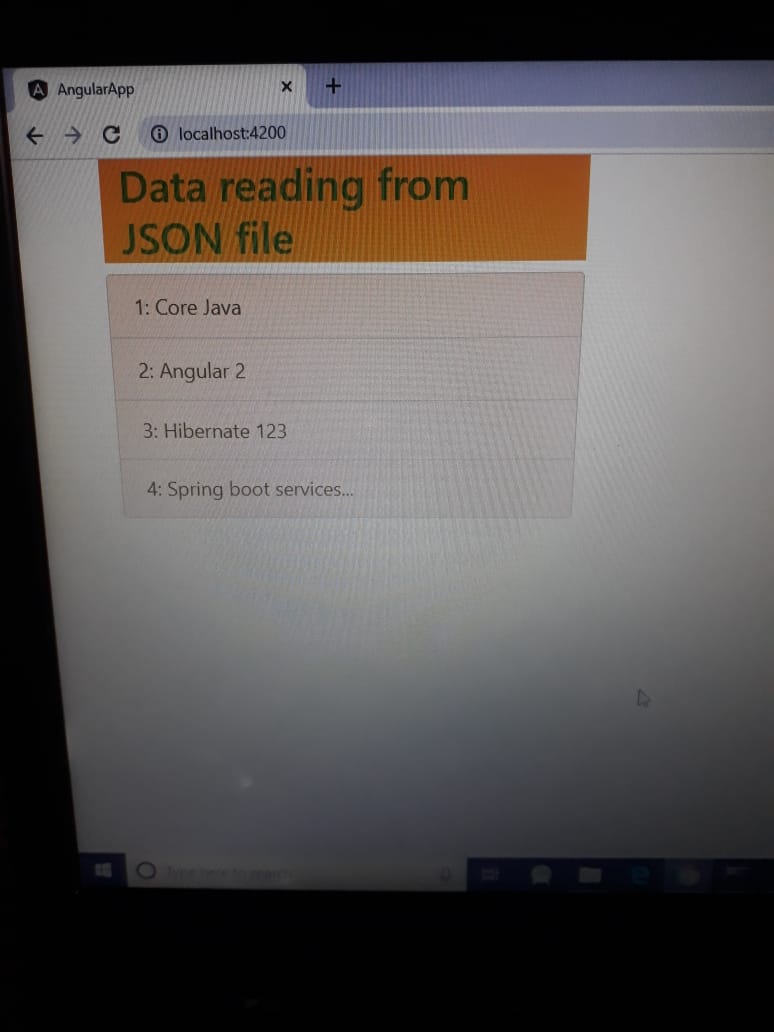 AngularApp
localhost:4200
Data reading from
JSON file
1: Core Java
2: Angular 2
3: Hibernate 123
4: Spring boot services...
Type here to search